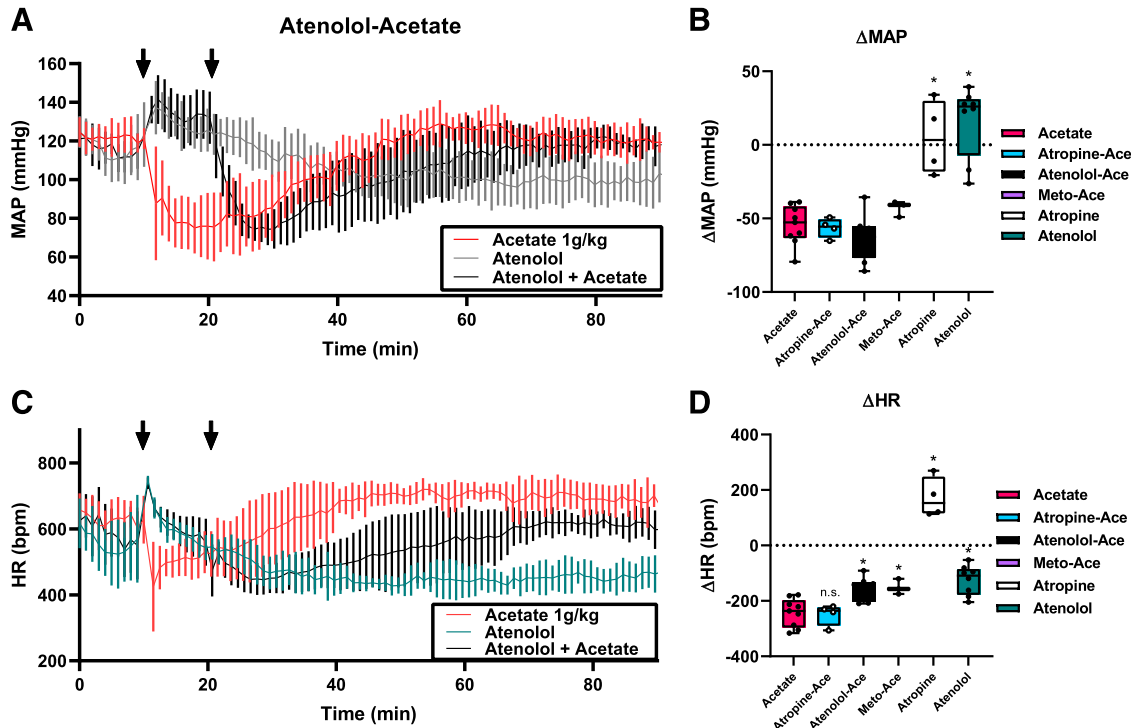 A
Atenolol-Acetate
160
140
120
100
80
60
40
MAP (mmHg)
0
20
40
60
80
Time (min)
Acetate 1g/kg
Atenolol
Atenolol + Acetate
B
ΔMAP
50
0
-50
-100
ΔMAP (mmHg)
*
*
Acetate
Atropine-Ace
Atenolol-Ace
Meto-Ace
Atropine
Atenolol
Acetate
Atropine-Ace
Atenolol-Ace
Meto-Ace
Atropine
Atenolol
C
800
600
400
200
HR (bpm)
0
20
40
60
80
Time (min)
Acetate 1g/kg
Atenolol
Atenolol + Acetate
D
ΔHR
400
200
0
-200
-400
ΔHR (bpm)
n.s.
*
*
*
*
Acetate
Atropine-Ace
Atenolol-Ace
Meto-Ace
Atropine
Atenolol
Acetate
Atropine-Ace
Atenolol-Ace
Meto-Ace
Atropine
Atenolol